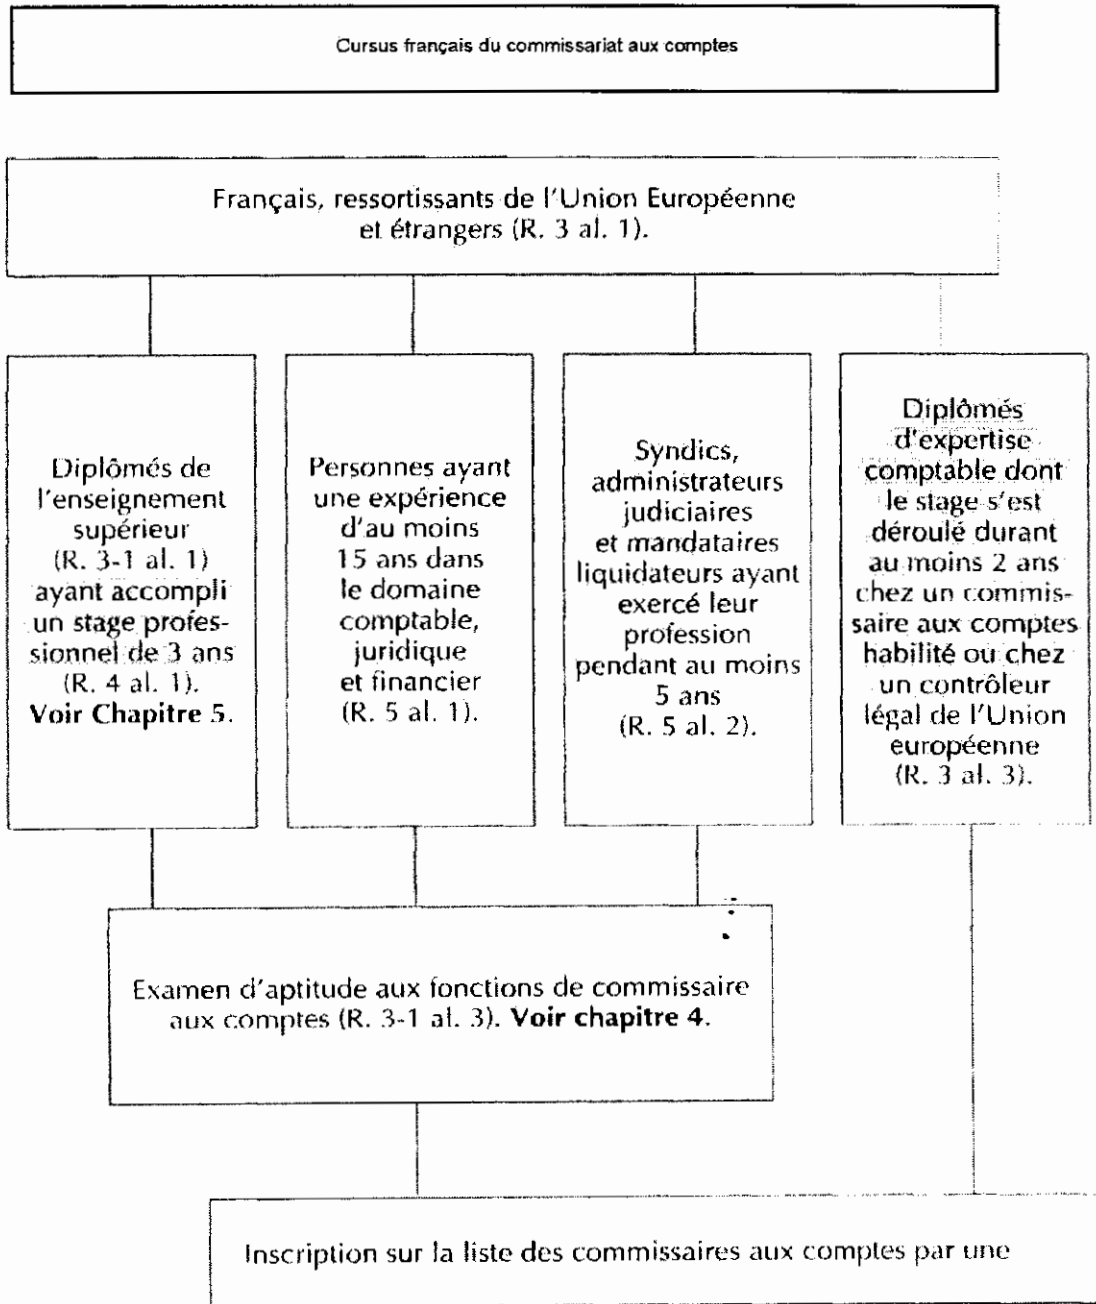 Cursus français du commissariat aux comptes
Français, ressortissants de l'Union Européenne
et étrangers (R. 3 al. 1).
Diplômés de
l'enseignement
supérieur
(R. 3-1 al. 1)
ayant accompli
un stage profes-
sionnel de 3 ans
(R. 4 al. 1).
Voir Chapitre 5.
Personnes ayant
une expérience
d'au moins
15 ans dans
le domaine
comptable,
juridique
et financier
(R. 5 al. 1).
Syndics,
administrateurs
judiciaires
et mandataires
liquidateurs ayant
exercé leur
profession
pendant au moins
5 ans
(R. 5 al. 2).
Diplômés
d'expertise
comptable dont
le stage s'est
déroulé durant
au moins 2 ans
chez un commis-
saire aux comptes
habilité ou chez
un contrôleur
légal de l'Union
européenne
(R. 3 al. 3).
Examen d'aptitude aux fonctions de commissaire
aux comptes (R. 3-1 al. 3). Voir chapitre 4.
Inscription sur la liste des commissaires aux comptes par une